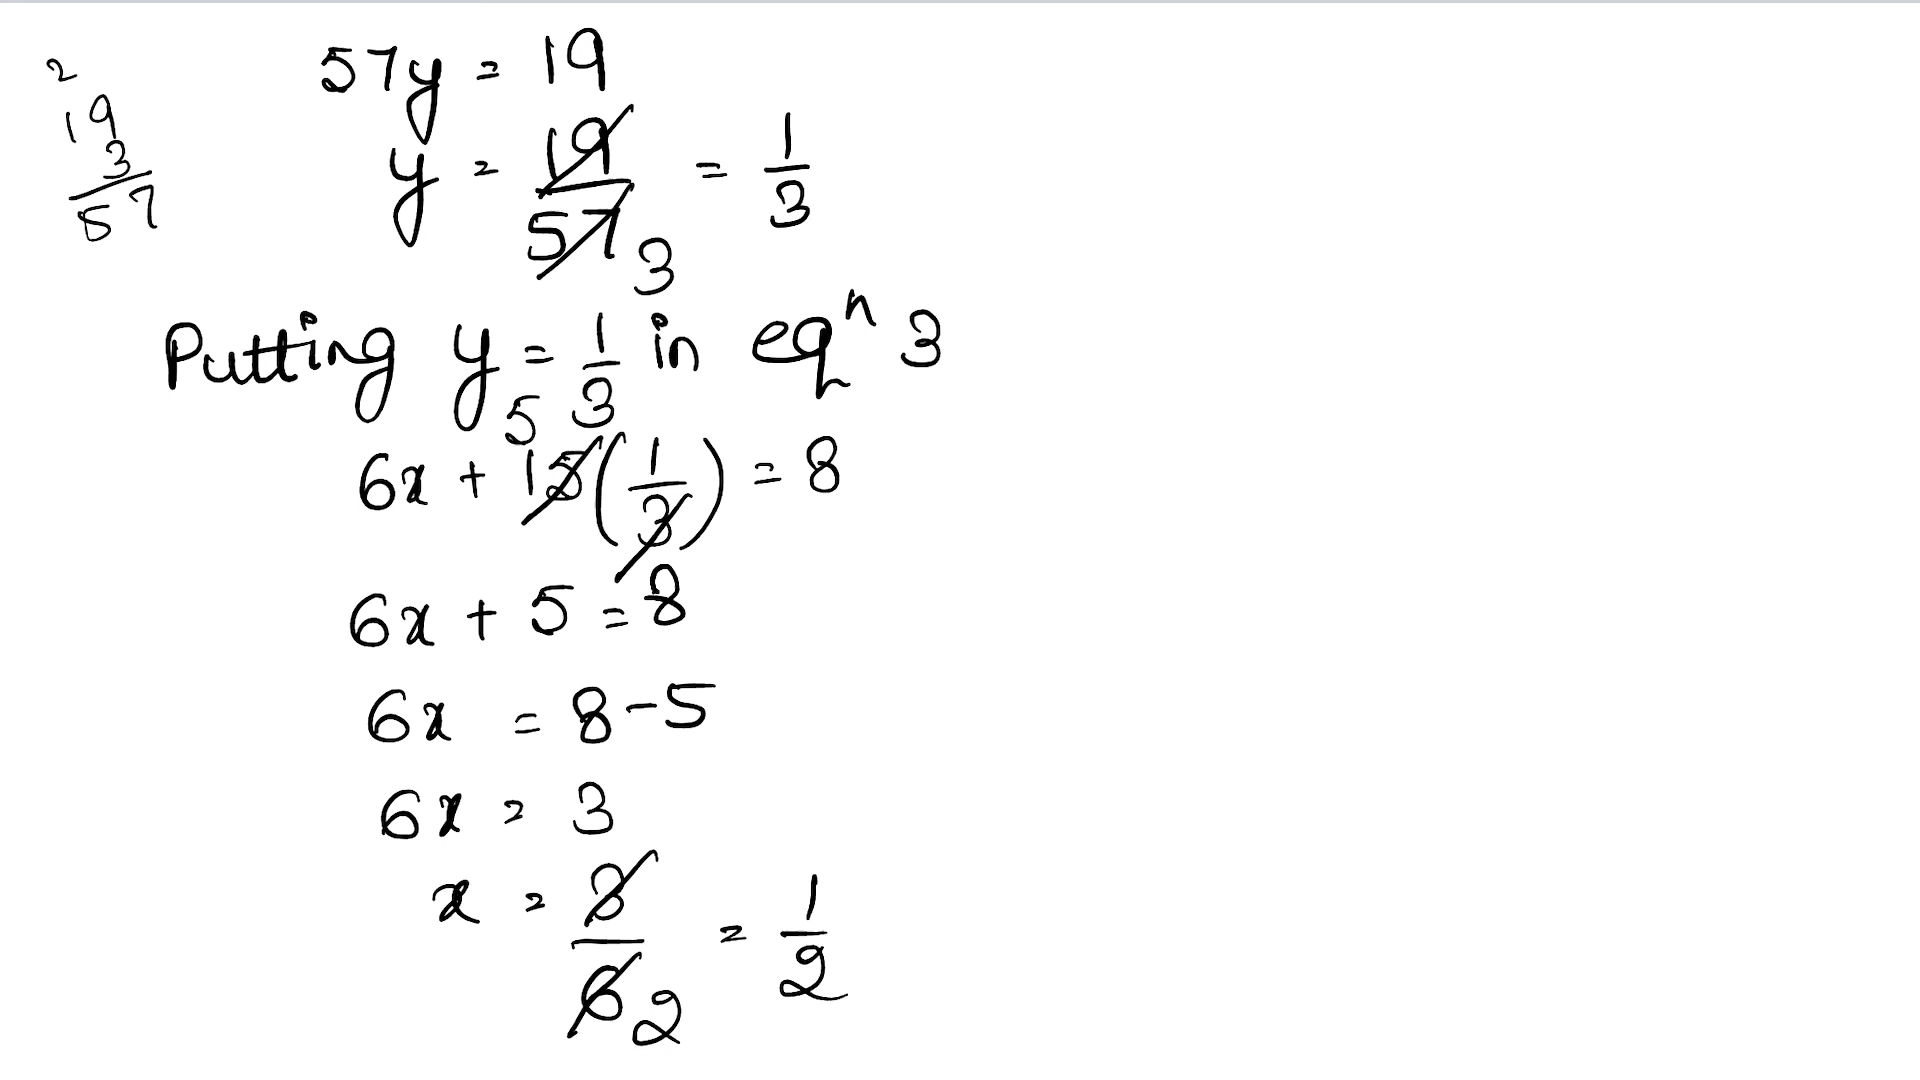 2
19
3
57
57y = 19
y = 19/57 3 = 1/3
Putting y = 1/3 in eqⁿ 3
5
6x + 15(1/3) = 8
6x + 5 = 8
6x = 8 - 5
6x = 3
x = 3/6 2 = 1/2